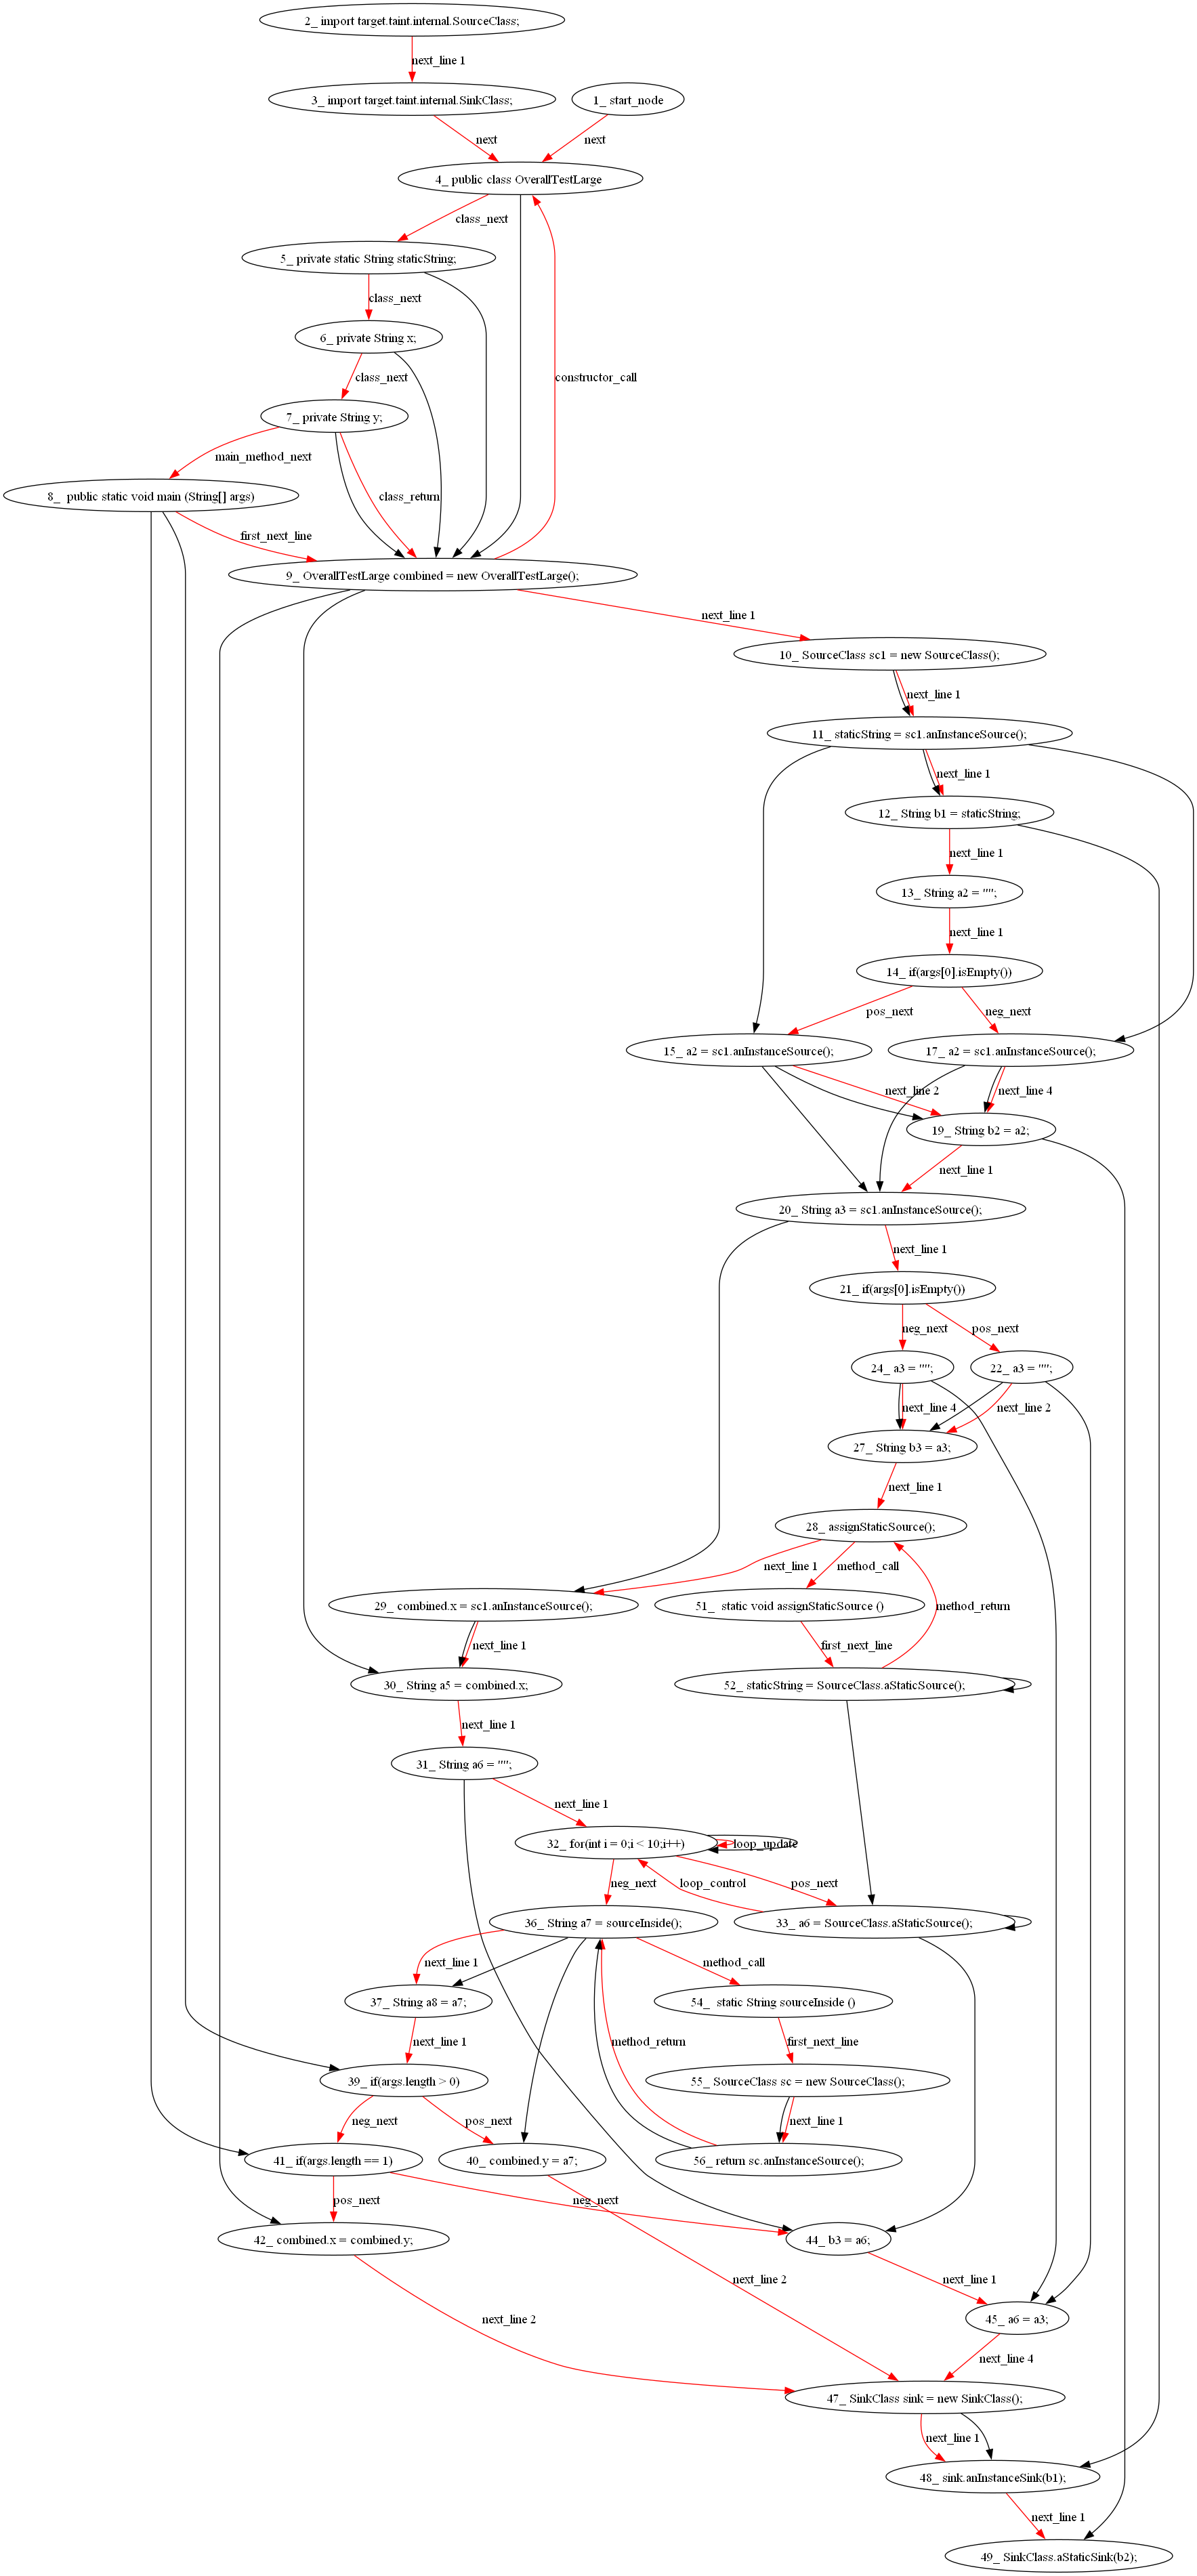 2_ import target.taint.internal.SourceClass;
next_line 1
3_ import target.taint.internal.SinkClass;
1_ start_node
next
next
4_ public class OverallTestLarge
class_next
5_ private static String staticString;
class_next
6_ private String x;
class_next
constructor_call
7_ private String y;
main_method_next
class_return
8_ public static void main (String[] args)
first_next_line
9_ OverallTestLarge combined = new OverallTestLarge();
next_line 1
10_ SourceClass sc1 = new SourceClass();
next_line 1
11_ staticString = sc1.anInstanceSource();
next_line 1
12_ String b1 = staticString;
next_line 1
13_ String a2 = "";
next_line 1
14_ if(args[0].isEmpty())
pos_next
neg_next
15_ a2 = sc1.anInstanceSource();
17_ a2 = sc1.anInstanceSource();
next_line 2
next_line 4
19_ String b2 = a2;
next_line 1
20_ String a3 = sc1.anInstanceSource();
next_line 1
21_ if(args[0].isEmpty())
neg_next
pos_next
24_ a3 = "";
22_ a3 = "";
next_line 4
next_line 2
27_ String b3 = a3;
next_line 1
28_ assignStaticSource();
next_line 1
method_call
29_ combined.x = sc1.anInstanceSource();
51_ static void assignStaticSource ()
method_return
next_line 1
first_next_line
30_ String a5 = combined.x;
52_ staticString = SourceClass.aStaticSource();
next_line 1
31_ String a6 = "";
next_line 1
32_ for(int i = 0;i < 10;i++)
loop_update
neg_next
loop_control
pos_next
36_ String a7 = sourceInside();
33_ a6 = SourceClass.aStaticSource();
next_line 1
method_call
37_ String a8 = a7;
54_ static String sourceInside ()
next_line 1
method_return
first_next_line
39_ if(args.length > 0)
55_ SourceClass sc = new SourceClass();
neg_next
pos_next
next_line 1
41_ if(args.length == 1)
40_ combined.y = a7;
56_ return sc.anInstanceSource();
pos_next
neg_next
42_ combined.x = combined.y;
44_ b3 = a6;
next_line 2
next_line 1
45_ a6 = a3;
next_line 2
next_line 4
47_ SinkClass sink = new SinkClass();
next_line 1
48_ sink.anInstanceSink(b1);
next_line 1
49_ SinkClass.aStaticSink(b2);